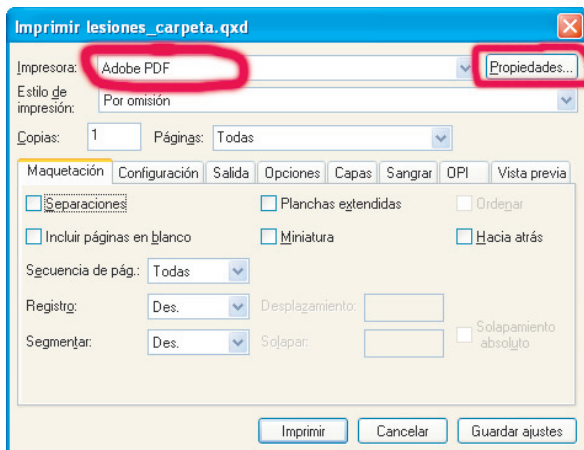 Imprimir lesiones_carpeta.qxd
Impresora: Adobe PDF Propiedades...
Estilo de impresión: Por omisión
Copias: 1 Páginas: Todas
Maquetación Configuración Salida Opciones Capas Sangrar OPI Vista previa
Separaciones Planchas extendidas Ordenar
Incluir páginas en blanco Miniatura Hacia atrás
Secuencia de pág.: Todas
Registro: Des. Desplazamiento:
Segmentar: Des. Solapar: Solapamiento absoluto
Imprimir Cancelar Guardar ajustes